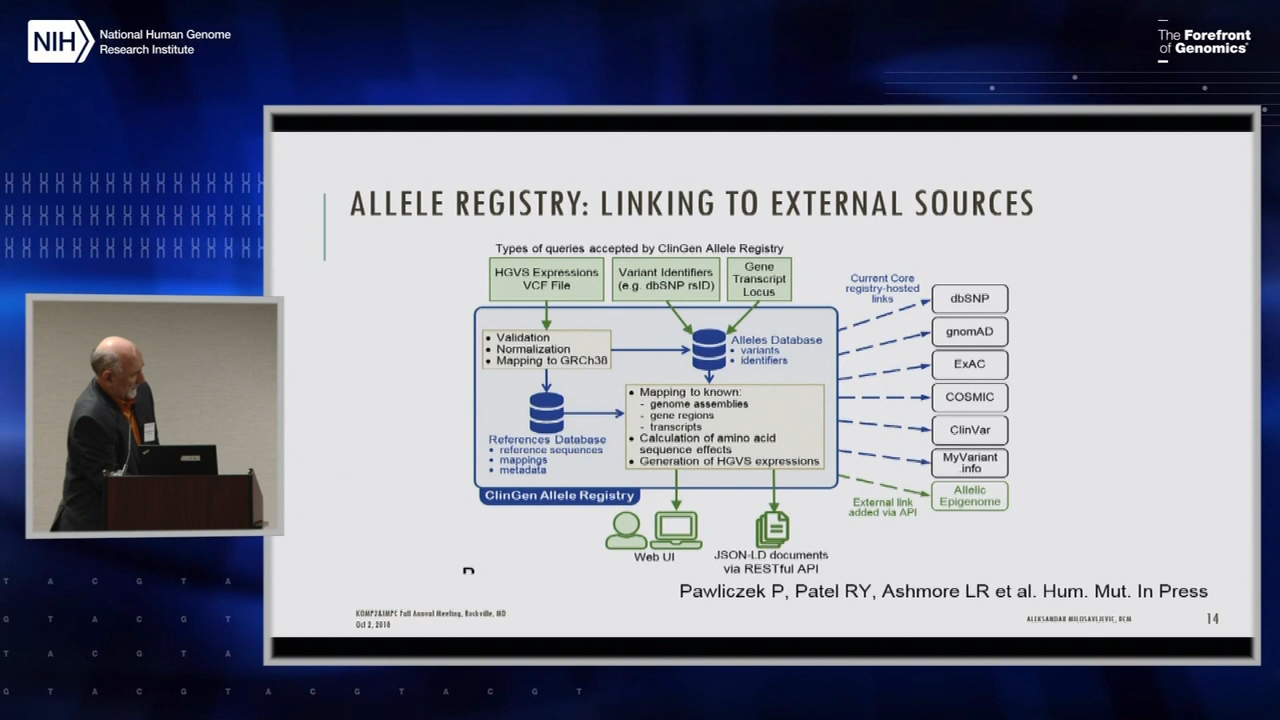 NIH
National Human Genome
Research Institute
The Forefront
of Genomics®
ALLELE REGISTRY: LINKING TO EXTERNAL SOURCES
Types of queries accepted by ClinGen Allele Registry
HGVS Expressions
VCF File
Variant Identifiers
(e.g. dbSNP rsID)
Gene
Transcript
Locus
• Validation
• Normalization
• Mapping to GRCh38
Alleles Database
• variants
• identifiers
References Database
• reference sequences
• mappings
• metadata
• Mapping to known:
- genome assemblies
- gene regions
- transcripts
• Calculation of amino acid
sequence effects
• Generation of HGVS expressions
ClinGen Allele Registry
Web UI
JSON-LD documents
via RESTful API
Current Core
registry-hosted
links
dbSNP
gnomAD
ExAC
COSMIC
ClinVar
MyVariant
.info
Allelic
Epigenome
External link
added via API
Pawliczek P, Patel RY, Ashmore LR et al. Hum. Mut. In Press
KOMP2&IMPC Fall Annual Meeting, Rockville, MD
Oct 2, 2018
ALEKSANDAR MILOSAVLJEVIC, BCM
14
T A C G T A
G T A C G T A
T A C G T A
G T A C G T A C G T A C G T